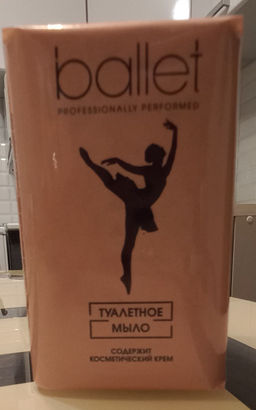 ballet
PROFESSIONALLY PERFORMED
ТУАЛЕТНОЕ
МЫЛО
СОДЕРЖИТ
КОСМЕТИЧЕСКИЙ КРЕМ